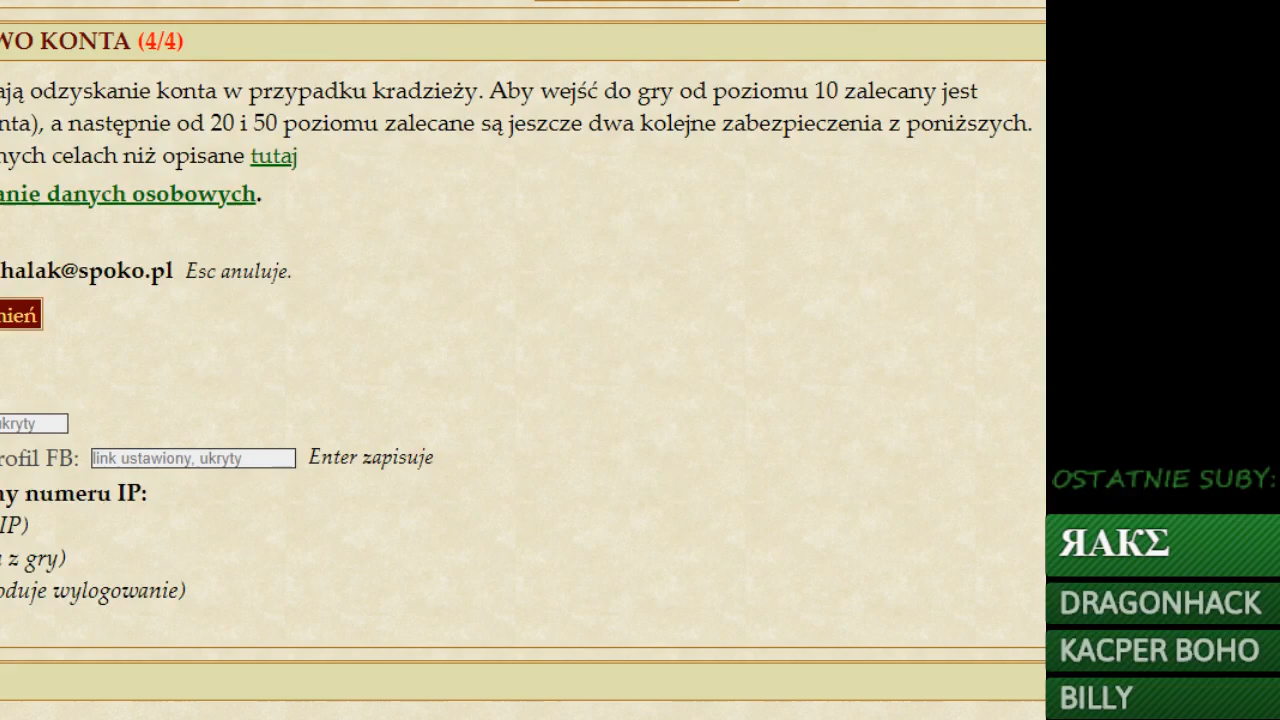 WO KONTA (4/4)
ają odzyskanie konta w przypadku kradzieży. Aby wejść do gry od poziomu 10 zalecany jest
nta), a następnie od 20 i 50 poziomu zalecane są jeszcze dwa kolejne zabezpieczenia z poniższych.
nych celach niż opisane tutaj
anie danych osobowych.
halak@spoko.pl Esc anuluje.
nień
ukryty
rofil FB: link ustawiony, ukryty Enter zapisuje
ny numeru IP:
IP)
a z gry)
oduje wylogowanie)
OSTATNIE SUBY:
ЯAKΣ
DRAGONHACK
KACPER BOHO
BILLY